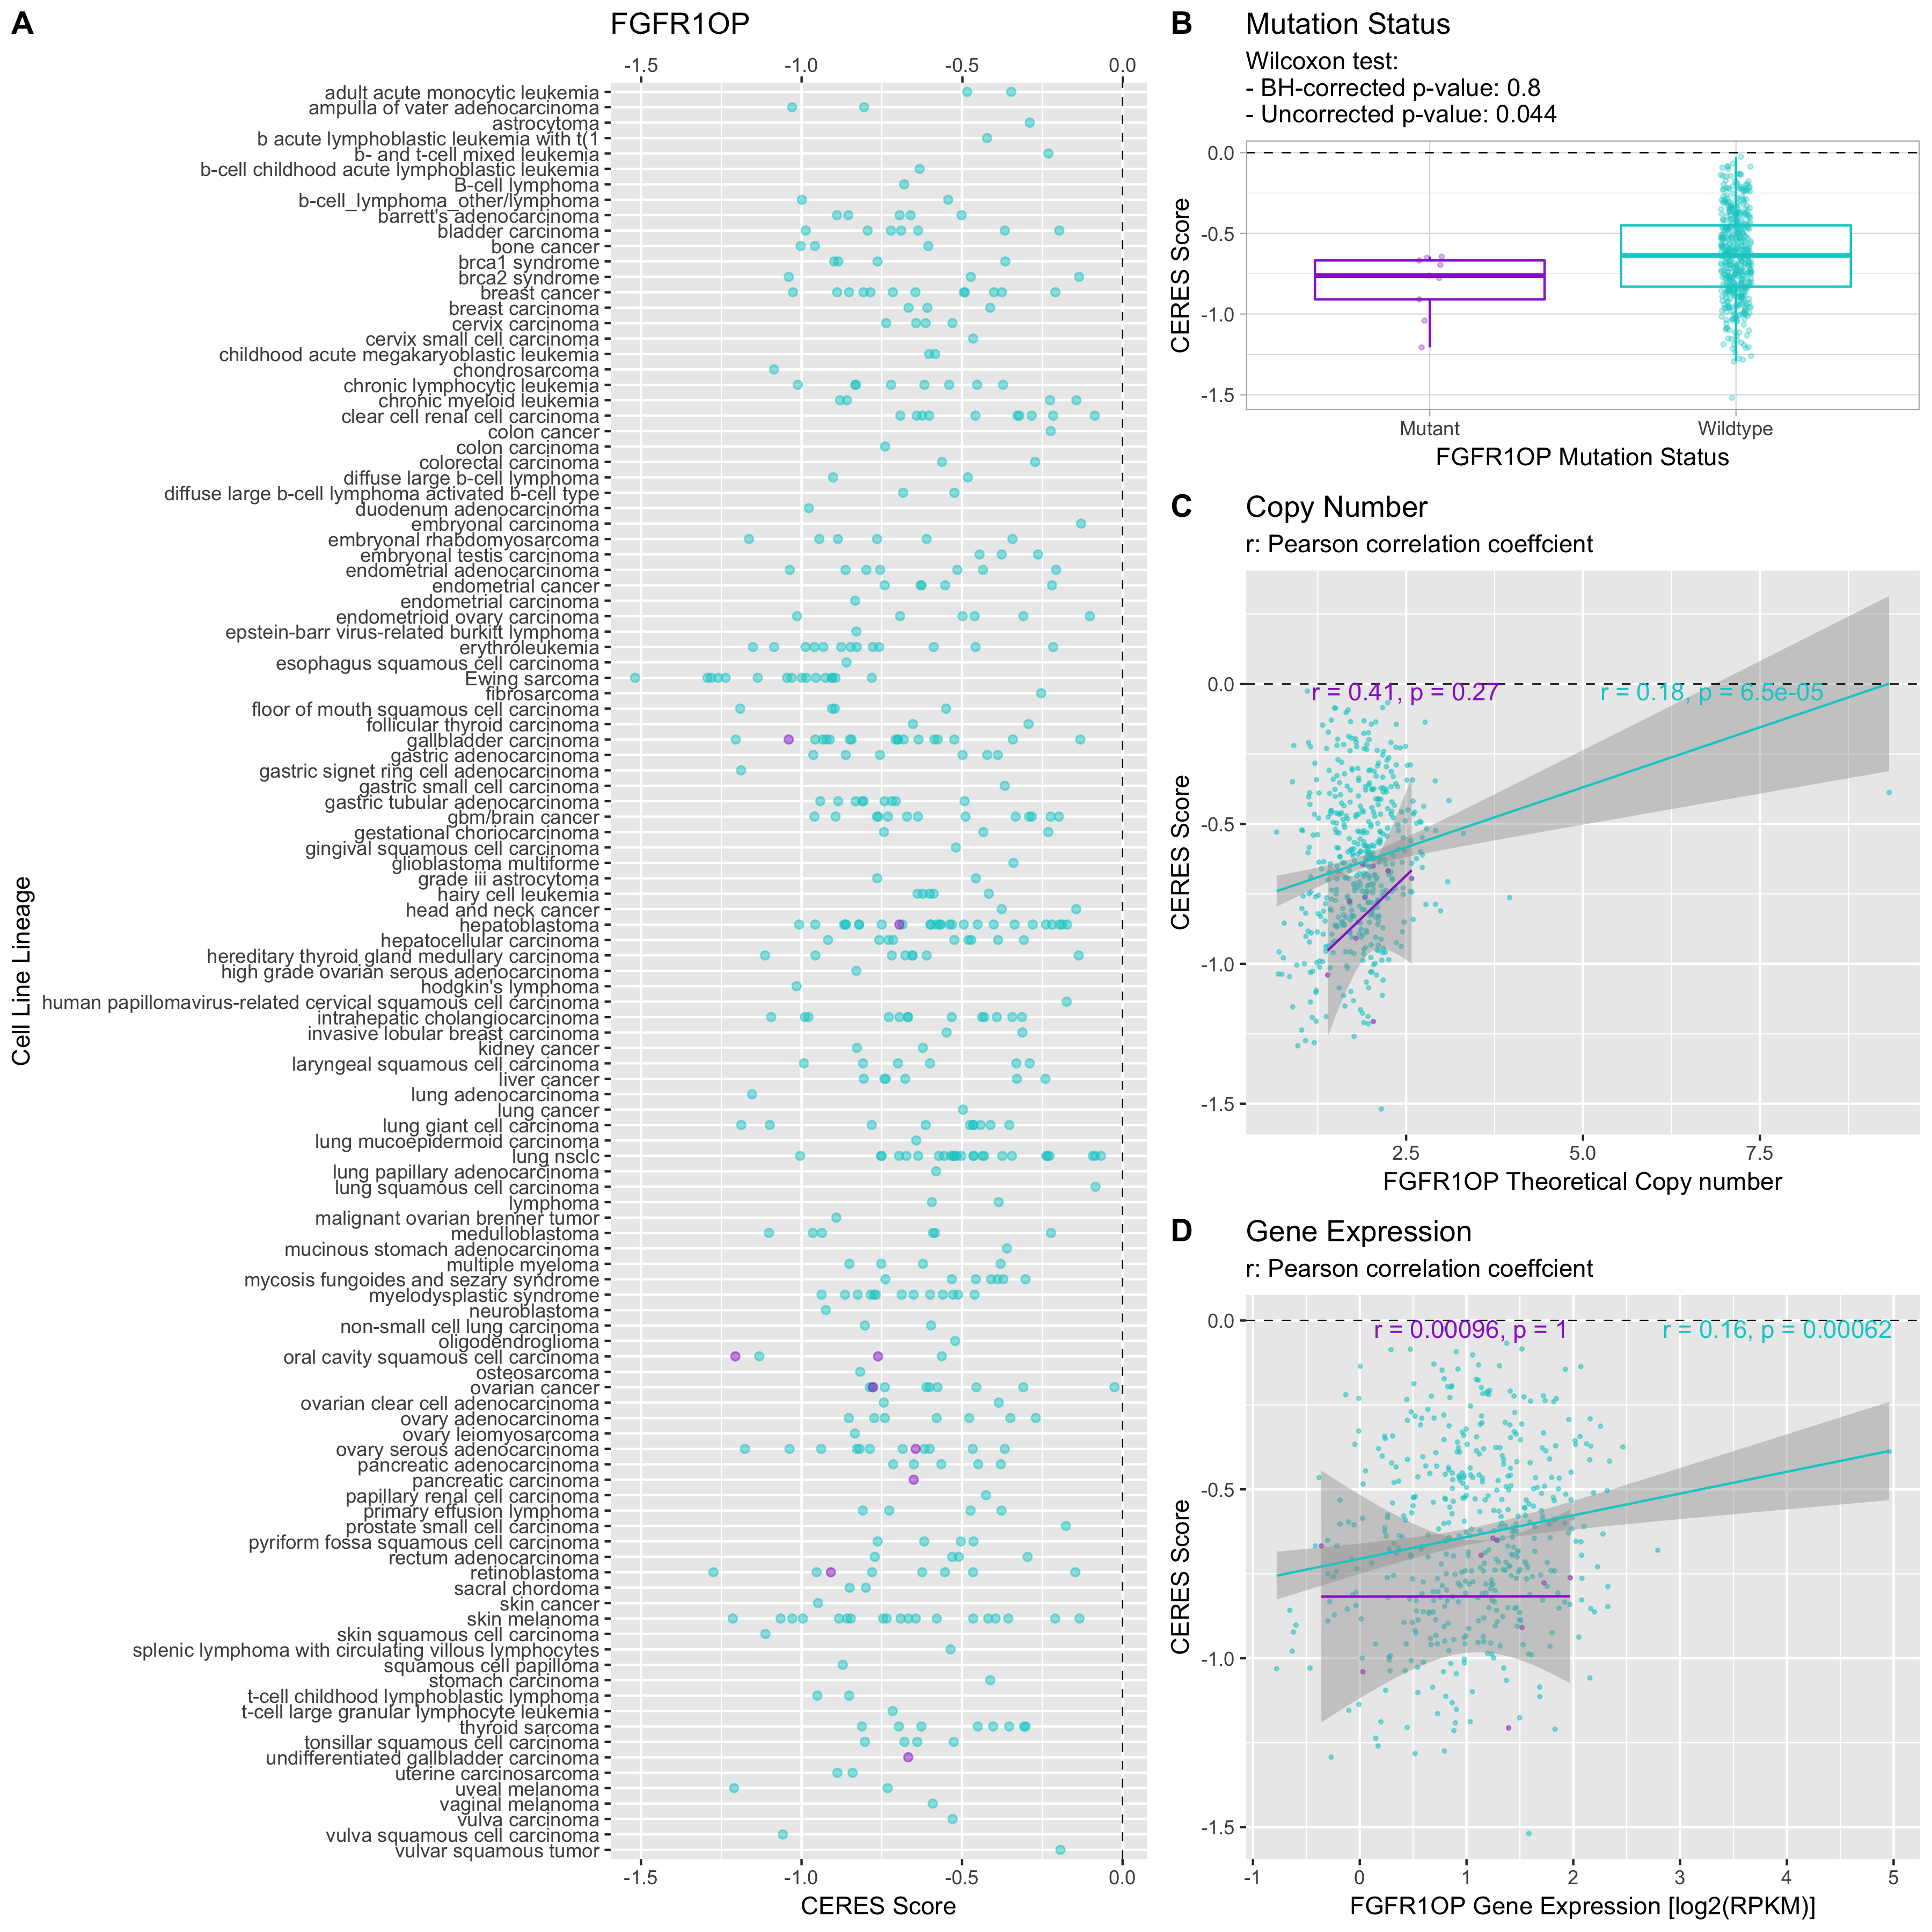 A
FGFR1OP
-1.5 -1.0 -0.5 0.0
adult acute monocytic leukemia
ampulla of vater adenocarcinoma
astrocytoma
b acute lymphoblastic leukemia with t(1
b- and t-cell mixed leukemia
b-cell childhood acute lymphoblastic leukemia
B-cell lymphoma
b-cell_lymphoma_other/lymphoma
barrett's adenocarcinoma
bladder carcinoma
bone cancer
brca1 syndrome
brca2 syndrome
breast cancer
breast carcinoma
cervix carcinoma
cervix small cell carcinoma
childhood acute megakaryoblastic leukemia
chondrosarcoma
chronic lymphocytic leukemia
chronic myeloid leukemia
clear cell renal cell carcinoma
colon cancer
colon carcinoma
colorectal carcinoma
diffuse large b-cell lymphoma
diffuse large b-cell lymphoma activated b-cell type
duodenum adenocarcinoma
embryonal carcinoma
embryonal rhabdomyosarcoma
embryonal testis carcinoma
endometrial adenocarcinoma
endometrial cancer
endometrial carcinoma
endometrioid ovary carcinoma
epstein-barr virus-related burkitt lymphoma
erythroleukemia
esophagus squamous cell carcinoma
Ewing sarcoma
fibrosarcoma
floor of mouth squamous cell carcinoma
follicular thyroid carcinoma
gallbladder carcinoma
gastric adenocarcinoma
gastric signet ring cell adenocarcinoma
gastric small cell carcinoma
gastric tubular adenocarcinoma
gbm/brain cancer
gestational choriocarcinoma
gingival squamous cell carcinoma
glioblastoma multiforme
grade iii astrocytoma
hairy cell leukemia
head and neck cancer
hepatoblastoma
hepatocellular carcinoma
hereditary thyroid gland medullary carcinoma
high grade ovarian serous adenocarcinoma
hodgkin's lymphoma
human papillomavirus-related cervical squamous cell carcinoma
intrahepatic cholangiocarcinoma
invasive lobular breast carcinoma
kidney cancer
laryngeal squamous cell carcinoma
liver cancer
lung adenocarcinoma
lung cancer
lung giant cell carcinoma
lung mucoepidermoid carcinoma
lung nsclc
lung papillary adenocarcinoma
lung squamous cell carcinoma
lymphoma
malignant ovarian brenner tumor
medulloblastoma
mucinous stomach adenocarcinoma
multiple myeloma
mycosis fungoides and sezary syndrome
myelodysplastic syndrome
neuroblastoma
non-small cell lung carcinoma
oligodendroglioma
oral cavity squamous cell carcinoma
osteosarcoma
ovarian cancer
ovarian clear cell adenocarcinoma
ovary adenocarcinoma
ovary leiomyosarcoma
ovary serous adenocarcinoma
pancreatic adenocarcinoma
pancreatic carcinoma
papillary renal cell carcinoma
primary effusion lymphoma
prostate small cell carcinoma
pyriform fossa squamous cell carcinoma
rectum adenocarcinoma
retinoblastoma
sacral chordoma
skin cancer
skin melanoma
skin squamous cell carcinoma
splenic lymphoma with circulating villous lymphocytes
squamous cell papilloma
stomach carcinoma
t-cell childhood lymphoblastic lymphoma
t-cell large granular lymphocyte leukemia
thyroid sarcoma
tonsillar squamous cell carcinoma
undifferentiated gallbladder carcinoma
uterine carcinosarcoma
uveal melanoma
vaginal melanoma
vulva carcinoma
vulva squamous cell carcinoma
vulvar squamous tumor
-1.5 -1.0 -0.5 0.0
CERES Score
Cell Line Lineage
B
Mutation Status
Wilcoxon test:
- BH-corrected p-value: 0.8
- Uncorrected p-value: 0.044
0.0
-0.5
-1.0
-1.5
CERES Score
Mutant Wildtype
FGFR1OP Mutation Status
C
Copy Number
r: Pearson correlation coeffcient
r = 0.41, p = 0.27 r = 0.18, p = 6.5e-05
0.0
-0.5
-1.0
-1.5
CERES Score
2.5 5.0 7.5
FGFR1OP Theoretical Copy number
D
Gene Expression
r: Pearson correlation coeffcient
r = 0.00096, p = 1 r = 0.16, p = 0.00062
0.0
-0.5
-1.0
-1.5
CERES Score
-1 0 1 2 3 4 5
FGFR1OP Gene Expression [log2(RPKM)]